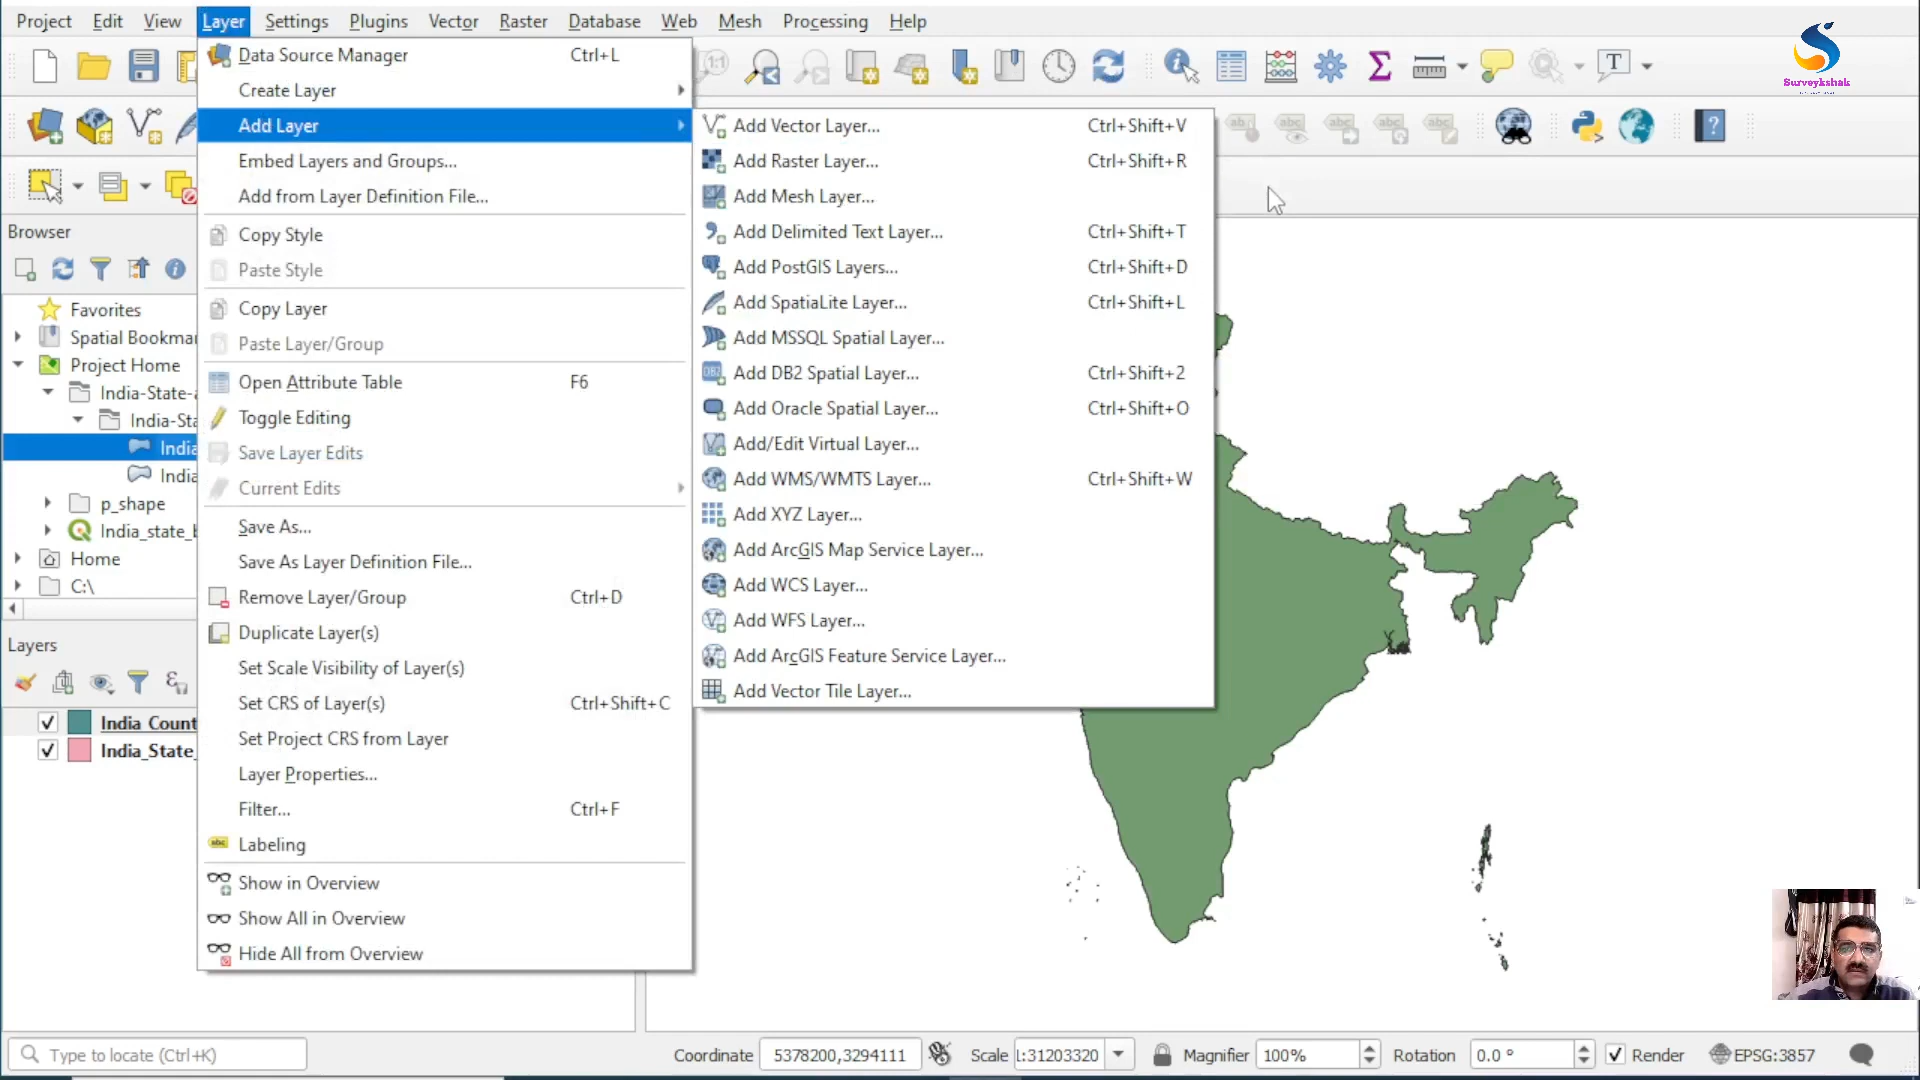 Project Edit View Layer Settings Plugins Vector Raster Database Web Mesh Processing Help
Surveykshak
Data Source Manager Ctrl+L
Create Layer
Add Layer
Embed Layers and Groups...
Add from Layer Definition File...
Copy Style
Paste Style
Copy Layer
Paste Layer/Group
Open Attribute Table F6
Toggle Editing
Save Layer Edits
Current Edits
Save As...
Save As Layer Definition File...
Remove Layer/Group Ctrl+D
Duplicate Layer(s)
Set Scale Visibility of Layer(s)
Set CRS of Layer(s) Ctrl+Shift+C
Set Project CRS from Layer
Layer Properties...
Filter... Ctrl+F
abc Labeling
Show in Overview
Show All in Overview
Hide All from Overview
Add Vector Layer... Ctrl+Shift+V
Add Raster Layer... Ctrl+Shift+R
Add Mesh Layer...
Add Delimited Text Layer... Ctrl+Shift+T
Add PostGIS Layers... Ctrl+Shift+D
Add SpatiaLite Layer... Ctrl+Shift+L
Add MSSQL Spatial Layer...
DB2 Add DB2 Spatial Layer... Ctrl+Shift+2
Add Oracle Spatial Layer... Ctrl+Shift+O
Add/Edit Virtual Layer...
Add WMS/WMTS Layer... Ctrl+Shift+W
Add XYZ Layer...
Add ArcGIS Map Service Layer...
Add WCS Layer...
Add WFS Layer...
Add ArcGIS Feature Service Layer...
Add Vector Tile Layer...
Browser
Favorites
Spatial Bookmar
Project Home
India-State-a
India-Sta
India
India
p_shape
India_state_b
Home
C:\
Layers
India_Count
India_State_
Type to locate (Ctrl+K) Coordinate 5378200,3294111 Scale 1:31203320 Magnifier 100% Rotation 0.0 ° Render EPSG:3857